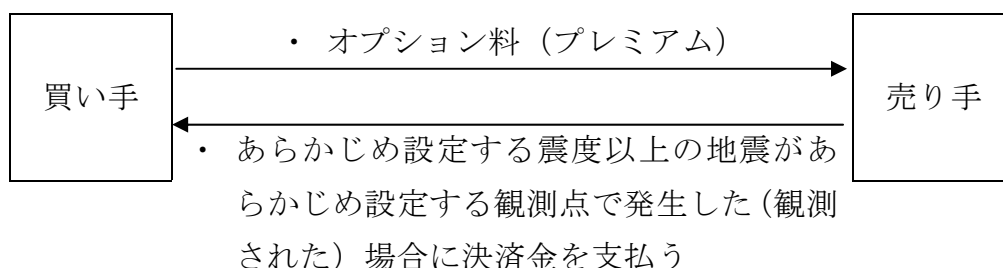 ・ オプション料（プレミアム）
買い手
売り手
・ あらかじめ設定する震度以上の地震があ
らかじめ設定する観測点で発生した（観測
された）場合に決済金を支払う